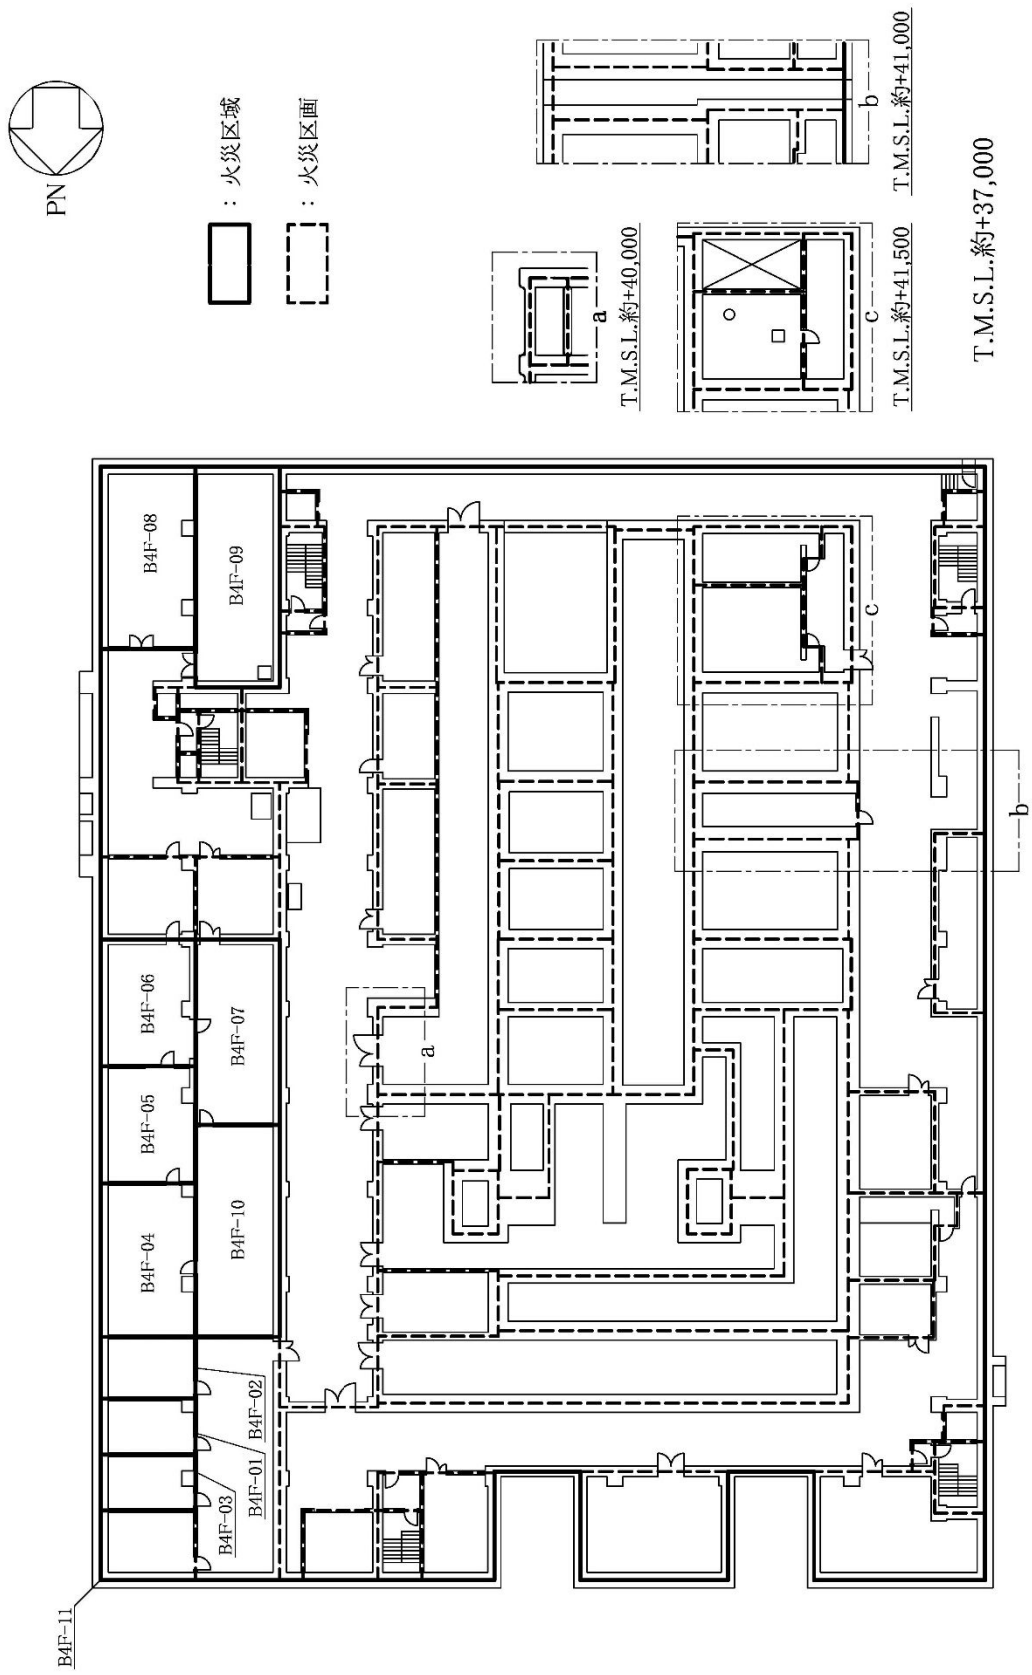 PN
：火災区域
：火災区画
a
T.M.S.L.約+40,000
b
T.M.S.L.約+41,000
c
T.M.S.L.約+41,500
T.M.S.L.約+37,000
B4F-08
B4F-09
B4F-06
B4F-07
B4F-05
B4F-10
B4F-04
B4F-02
B4F-01
B4F-03
B4F-11
a
c
b